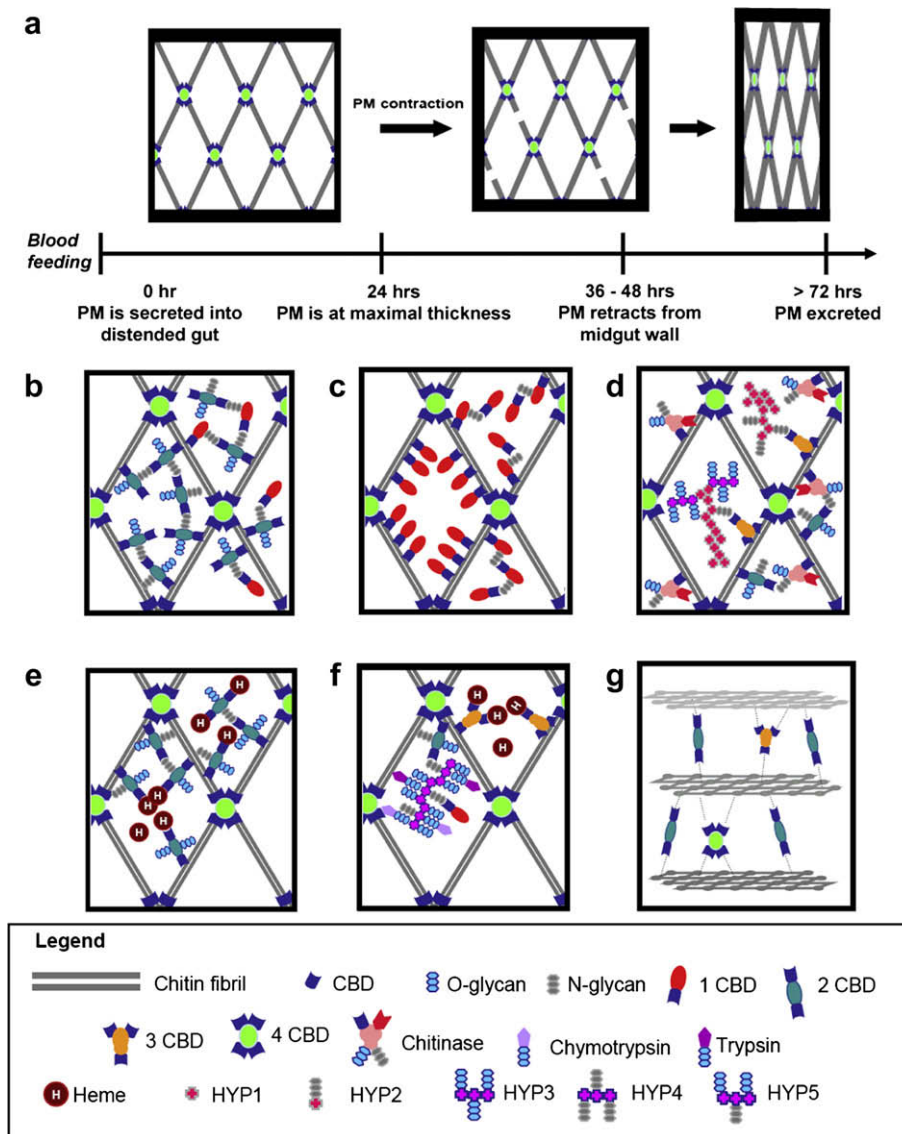 a
PM contraction
Blood
feeding
0 hr
PM is secreted into
distended gut
24 hrs
PM is at maximal thickness
36 - 48 hrs
PM retracts from
midgut wall
> 72 hrs
PM excreted
b
c
d
e
H
H
H
H
H
H
H
f
H
H
H
H
g
Legend
Chitin fibril
CBD
O-glycan
N-glycan
1 CBD
2 CBD
3 CBD
4 CBD
Chitinase
Chymotrypsin
Trypsin
H Heme
HYP1
HYP2
HYP3
HYP4
HYP5